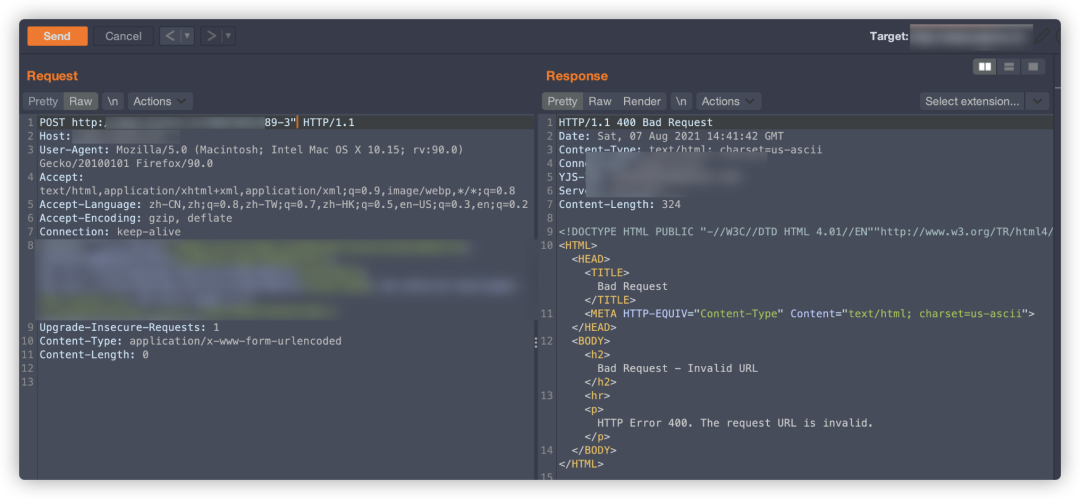 Send Cancel < > Target:
Request
Pretty Raw \n Actions
1 POST http: 89-3" HTTP/1.1
2 Host:
3 User-Agent: Mozilla/5.0 (Macintosh; Intel Mac OS X 10.15; rv:90.0)
Gecko/20100101 Firefox/90.0
4 Accept:
text/html,application/xhtml+xml,application/xml;q=0.9,image/webp,*/*;q=0.8
5 Accept-Language: zh-CN,zh;q=0.8,zh-TW;q=0.7,zh-HK;q=0.5,en-US;q=0.3,en;q=0.2
6 Accept-Encoding: gzip, deflate
7 Connection: keep-alive
8
9 Upgrade-Insecure-Requests: 1
10 Content-Type: application/x-www-form-urlencoded
11 Content-Length: 0
12
13
Response
Pretty Raw Render \n Actions Select extension...
1 HTTP/1.1 400 Bad Request
2 Date: Sat, 07 Aug 2021 14:41:42 GMT
3 Content-Type: text/html; charset=us-ascii
4 Conn
5 YJS-
6 Serv
7 Content-Length: 324
8
9 <!DOCTYPE HTML PUBLIC "-//W3C//DTD HTML 4.01//EN""http://www.w3.org/TR/html4/
10 <HTML>
<HEAD>
<TITLE>
Bad Request
</TITLE>
11 <META HTTP-EQUIV="Content-Type" Content="text/html; charset=us-ascii">
</HEAD>
12 <BODY>
<h2>
Bad Request - Invalid URL
</h2>
13 <hr>
<p>
HTTP Error 400. The request URL is invalid.
</p>
14 </BODY>
</HTML>
15